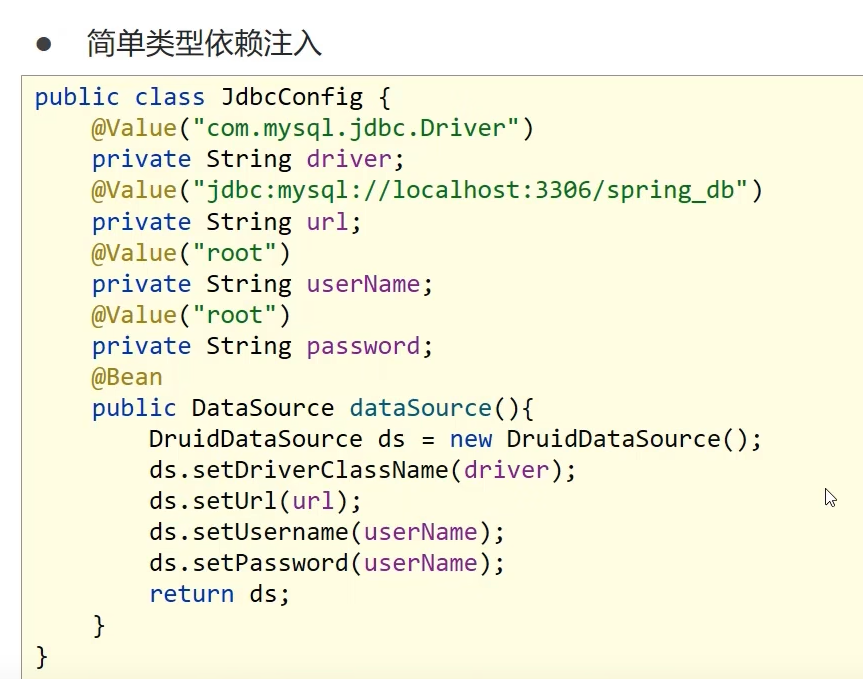 ● 简单类型依赖注入
public class JdbcConfig {
    @Value("com.mysql.jdbc.Driver")
    private String driver;
    @Value("jdbc:mysql://localhost:3306/spring_db")
    private String url;
    @Value("root")
    private String userName;
    @Value("root")
    private String password;
    @Bean
    public DataSource dataSource(){
        DruidDataSource ds = new DruidDataSource();
        ds.setDriverClassName(driver);
        ds.setUrl(url);
        ds.setUsername(userName);
        ds.setPassword(userName);
        return ds;
    }
}